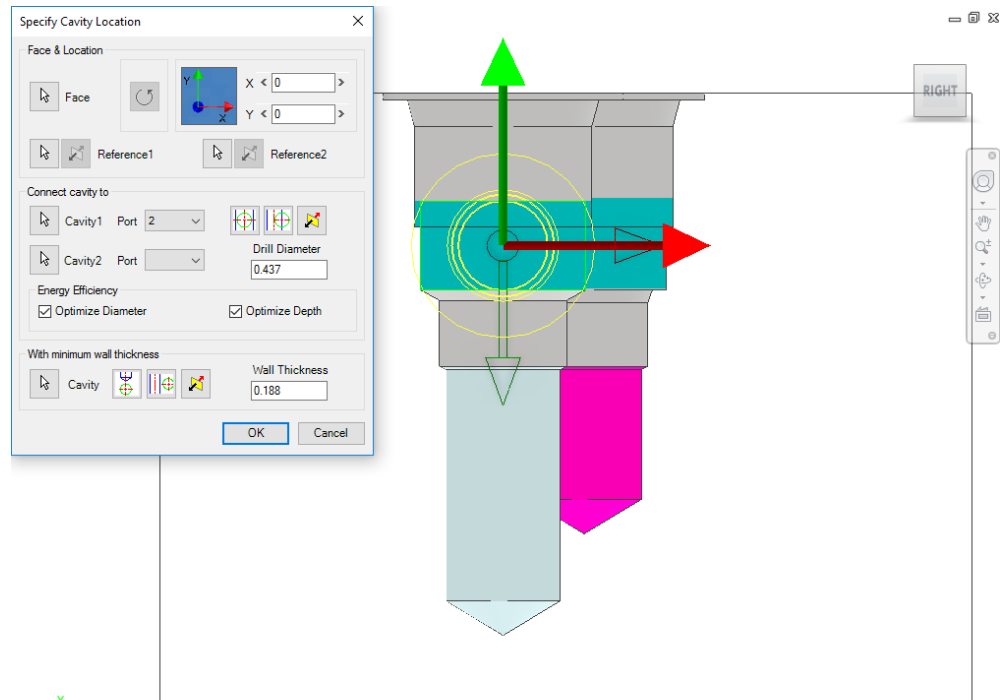 Specify Cavity Location
Face & Location
Face
Y
X
X < 0 >
Y < 0 >
Reference1
Reference2
Connect cavity to
Cavity1 Port 2
Cavity2 Port
Drill Diameter
0.437
Energy Efficiency
Optimize Diameter
Optimize Depth
With minimum wall thickness
Cavity
Wall Thickness
0.188
OK
Cancel
RIGHT
Y